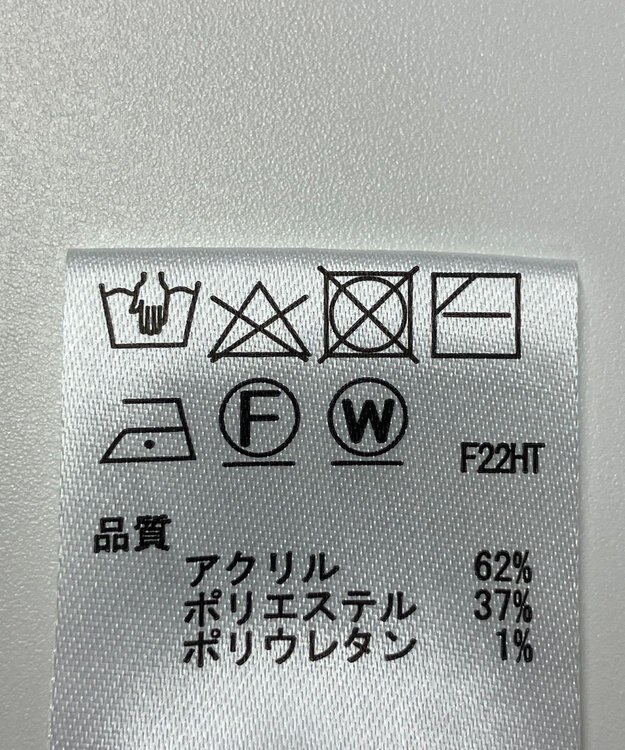 F W F22HT
品質
アクリル 62%
ポリエステル 37%
ポリウレタン 1%